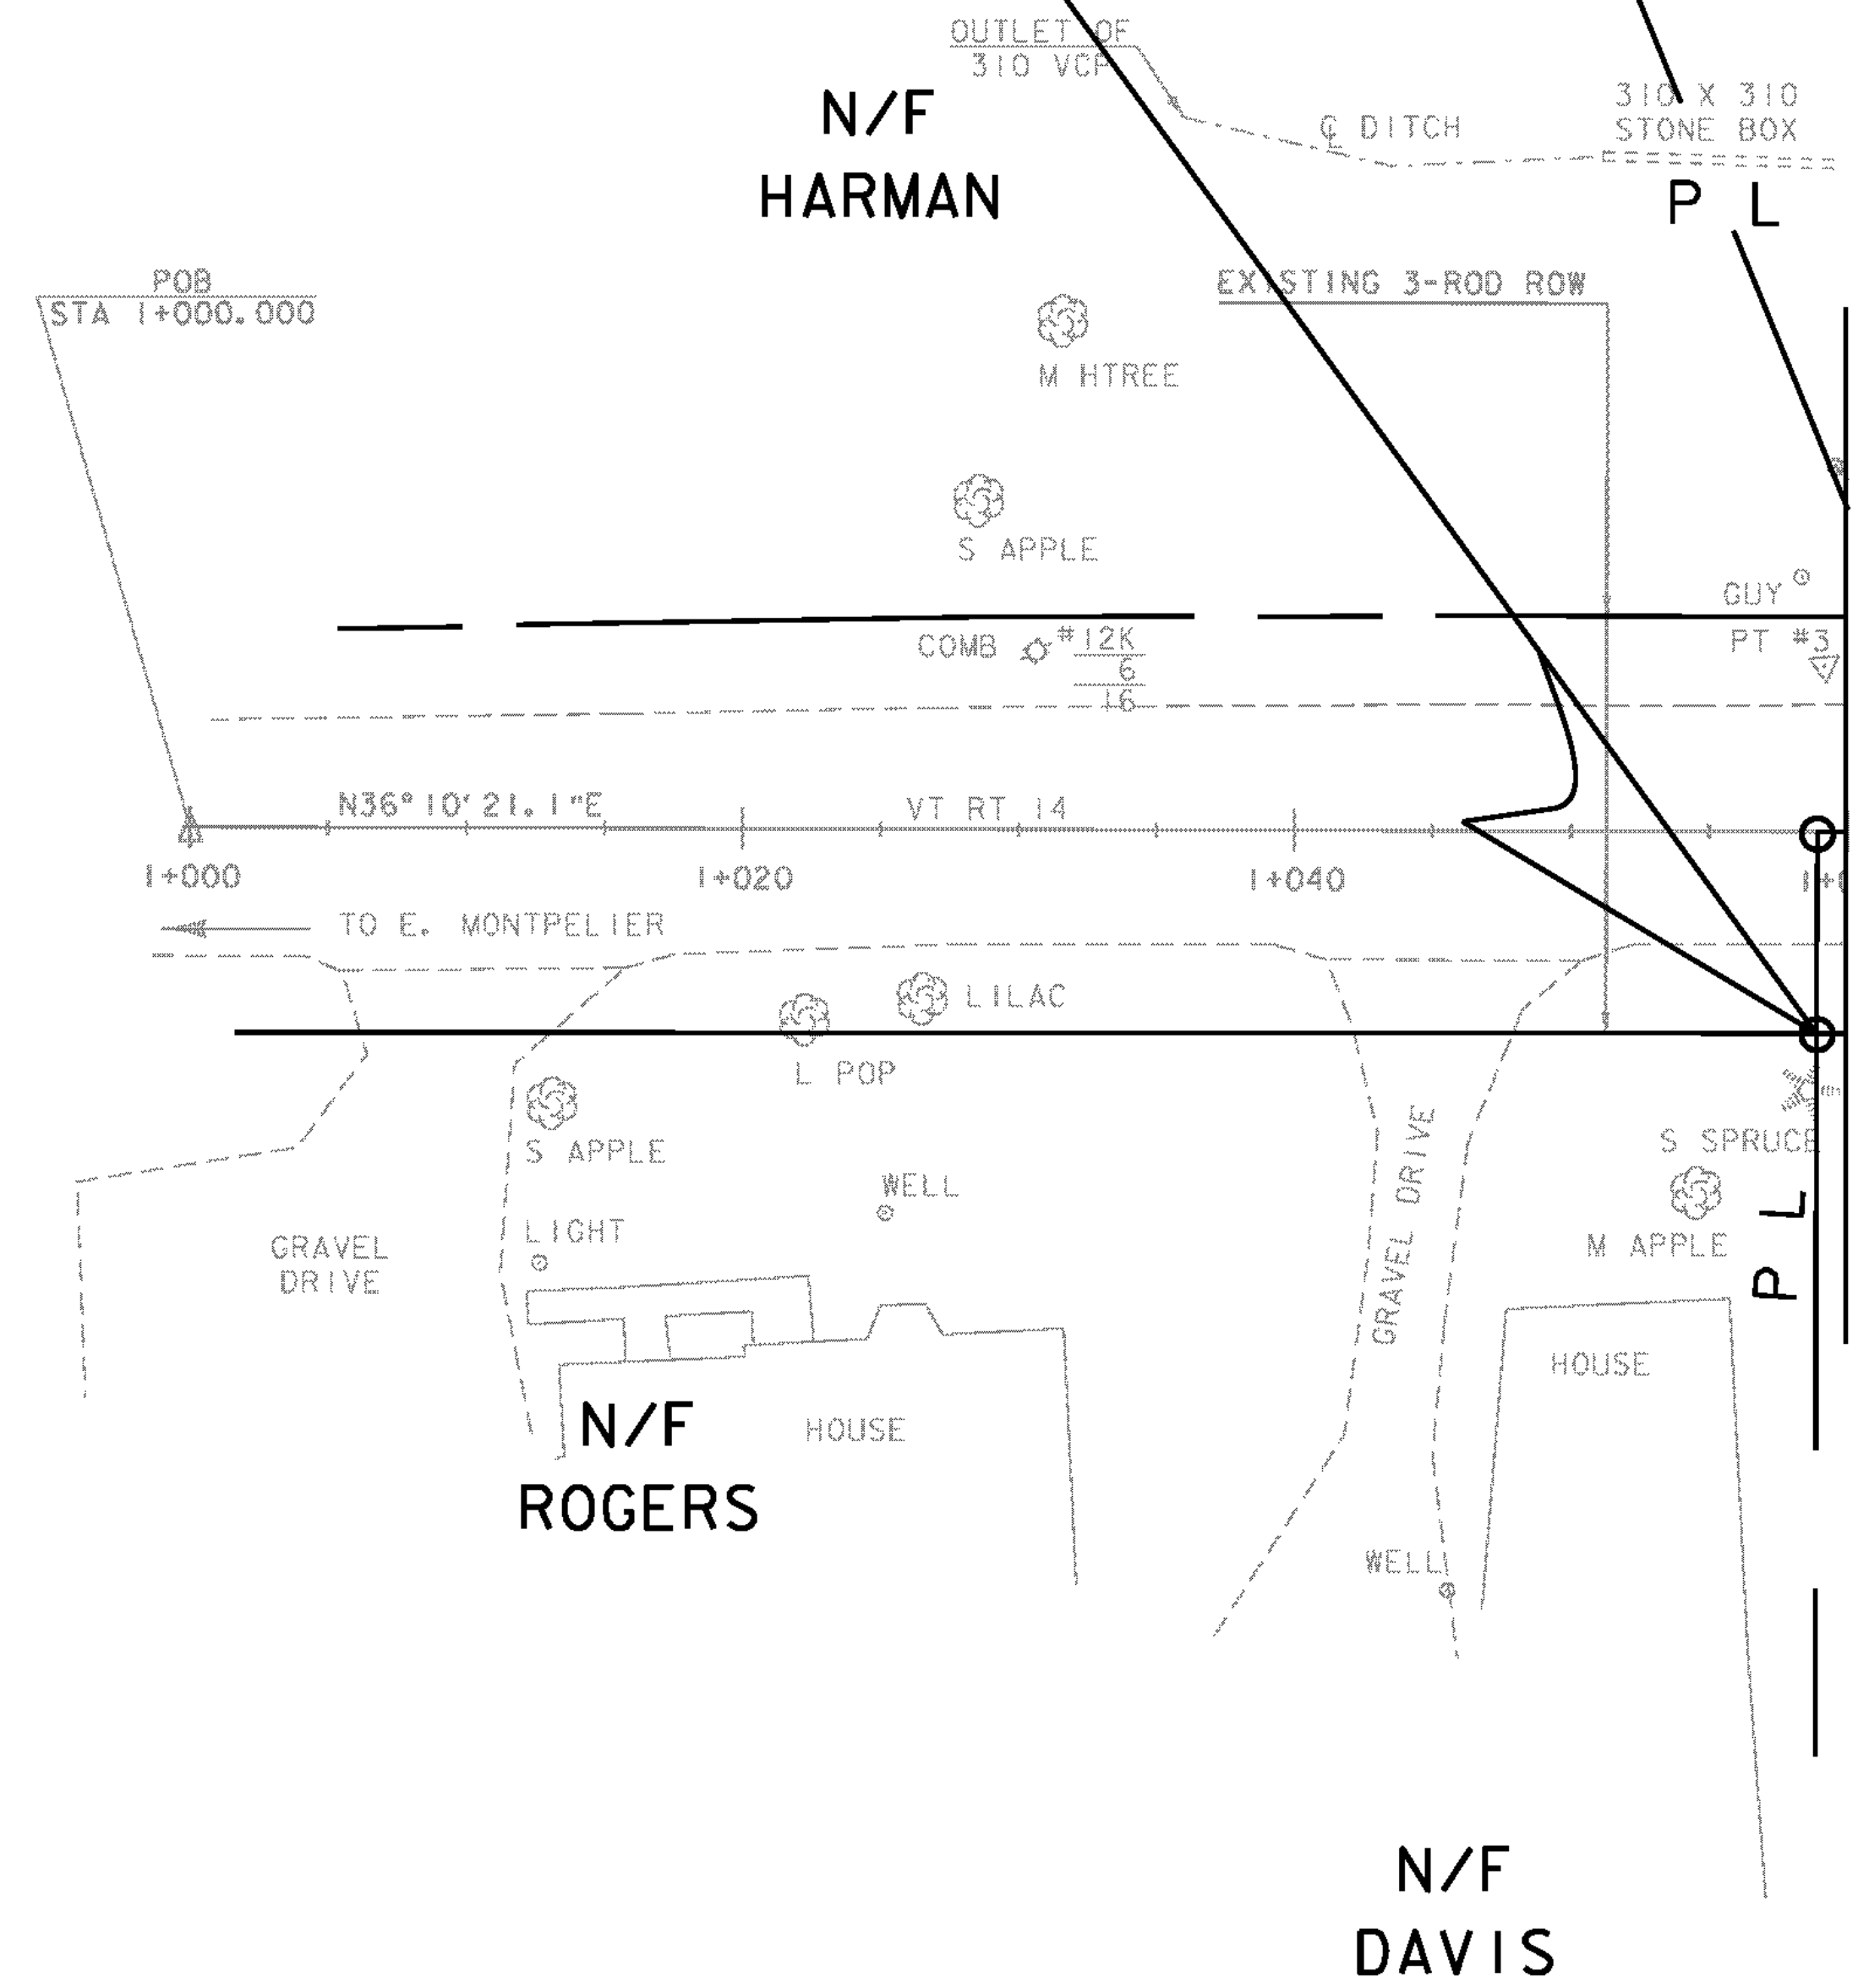 OUTLET OF
310 VCP
N/F
HARMAN
310 X 310
STONE BOX
℄ DITCH
P L
POB
STA 1+000.000
EXISTING 3-ROD ROW
M HTREE
S APPLE
GUY
COMB
#12K
6
16
PT #3
N36°10'21.1"E
VT RT 14
1+000
1+020
1+040
TO E. MONTPELIER
LILAC
L POP
S APPLE
S SPRUCE
WELL
LIGHT
GRAVEL
DRIVE
GRAVEL DRIVE
M APPLE
P L
HOUSE
HOUSE
N/F
ROGERS
WELL
N/F
DAVIS